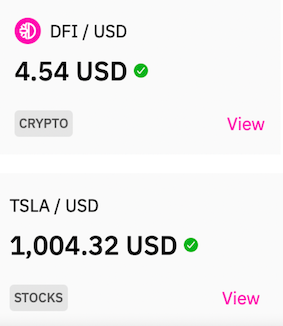 DFI / USD
4.54 USD
CRYPTO
View
TSLA / USD
1,004.32 USD
STOCKS
View